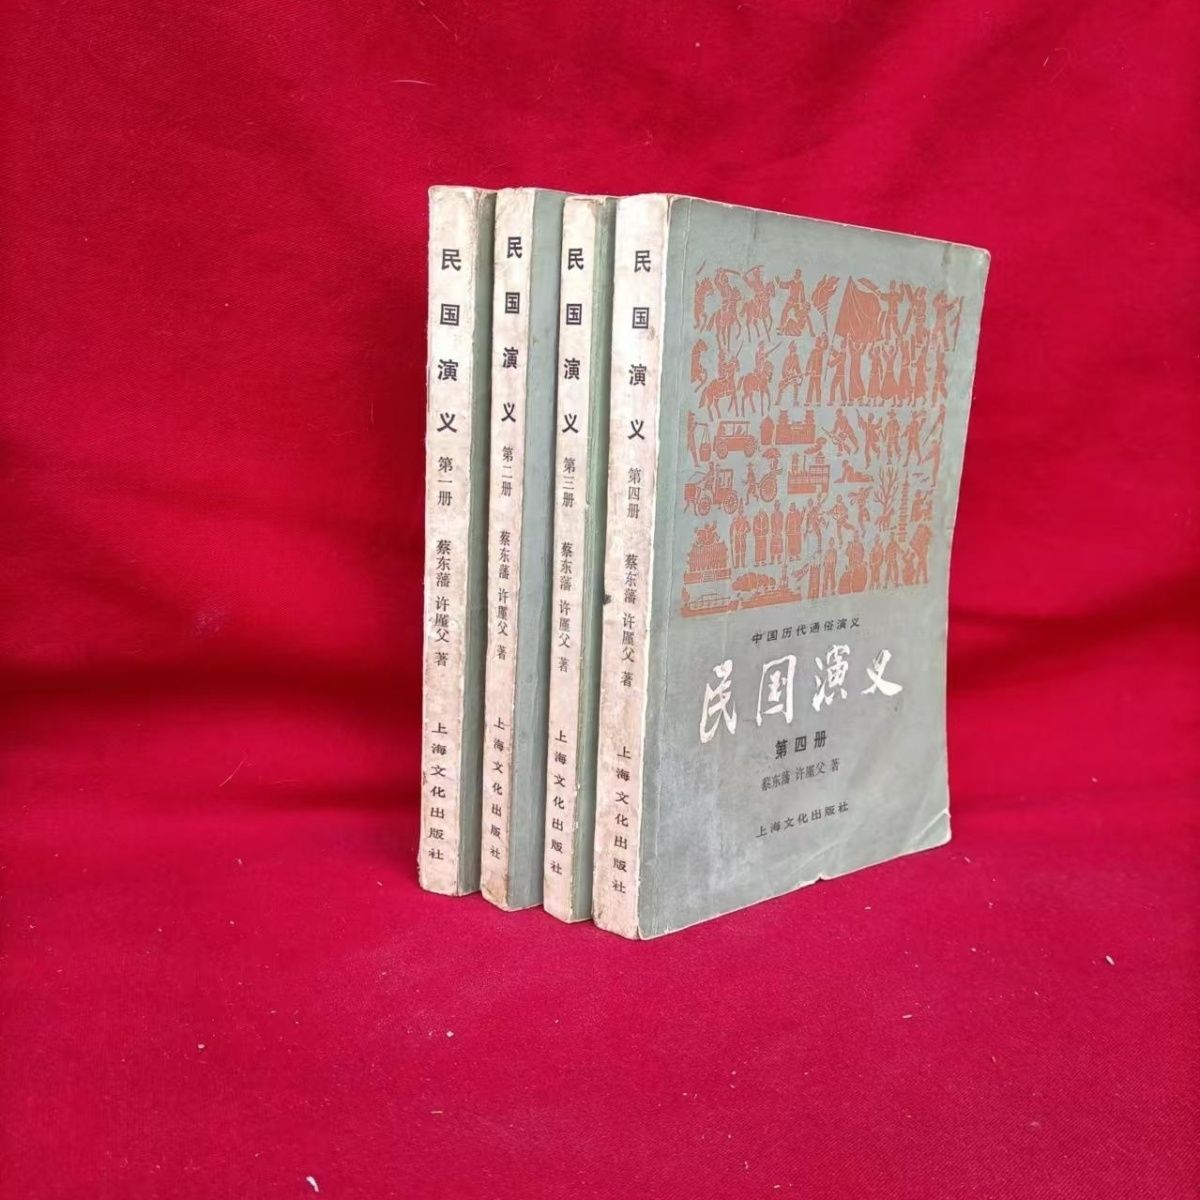 民国演义 第一册 蔡东藩 许廑父 著 上海文化出版社
民国演义 第二册 蔡东藩 许廑父 著 上海文化出版社
民国演义 第三册 蔡东藩 许廑父 著 上海文化出版社
民国演义 第四册 蔡东藩 许廑父 著 上海文化出版社
中国历代通俗演义
民国演义
第四册
蔡东藩 许廑父 著
上海文化出版社